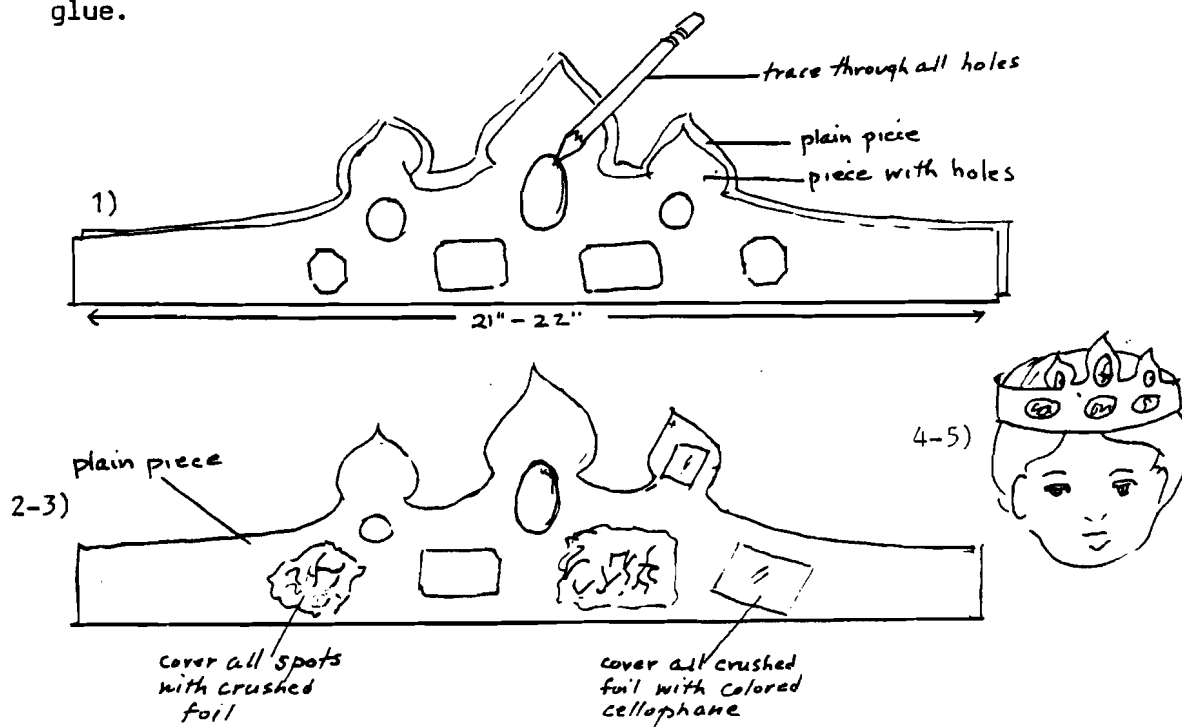 glue.
trace through all holes
plain piece
piece with holes
1)
21" - 22"
4-5)
plain piece
2-3)
cover all spots
with crushed
foil
cover all crushed
foil with colored
cellophane